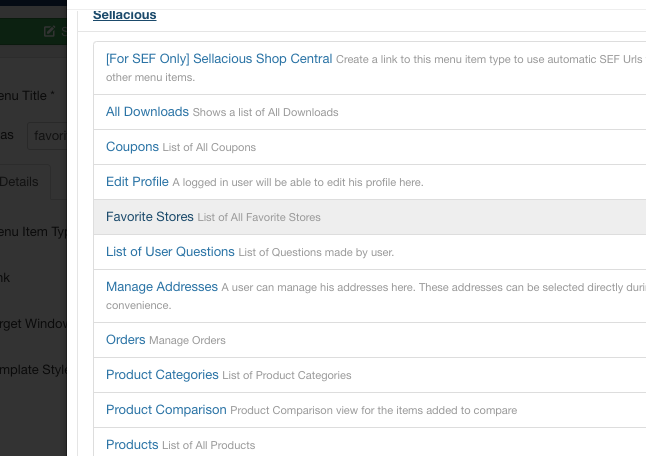 Sellacious
[For SEF Only] Sellacious Shop Central Create a link to this menu item type to use automatic SEF Urls
other menu items.
All Downloads Shows a list of All Downloads
enu Title *
as favori
Coupons List of All Coupons
Details
Edit Profile A logged in user will be able to edit his profile here.
Favorite Stores List of All Favorite Stores
enu Item Typ
List of User Questions List of Questions made by user.
nk
Manage Addresses A user can manage his addresses here. These addresses can be selected directly duri
convenience.
rget Window
Orders Manage Orders
mplate Style
Product Categories List of Product Categories
Product Comparison Product Comparison view for the items added to compare
Products List of All Products